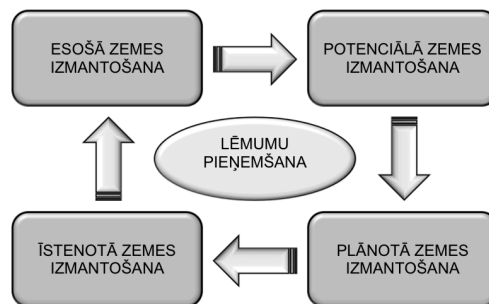 ESOŠĀ ZEMES
IZMANTOŠANA
POTENCIĀLĀ ZEMES
IZMANTOŠANA
LĒMUMU
PIEŅEMŠANA
ĪSTENOTĀ ZEMES
IZMANTOŠANA
PLĀNOTĀ ZEMES
IZMANTOŠANA